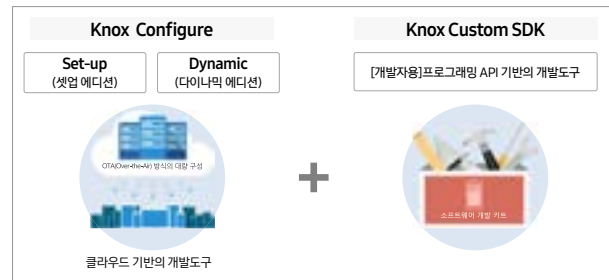 Knox Configure
Set-up
(셋업 에디션)
Dynamic
(다이나믹 에디션)
OTA(Over-the-Air) 방식의 대량 구성
클라우드 기반의 개발도구
+
Knox Custom SDK
[개발자용]프로그래밍 API 기반의 개발도구
소프트웨어 개발 키트